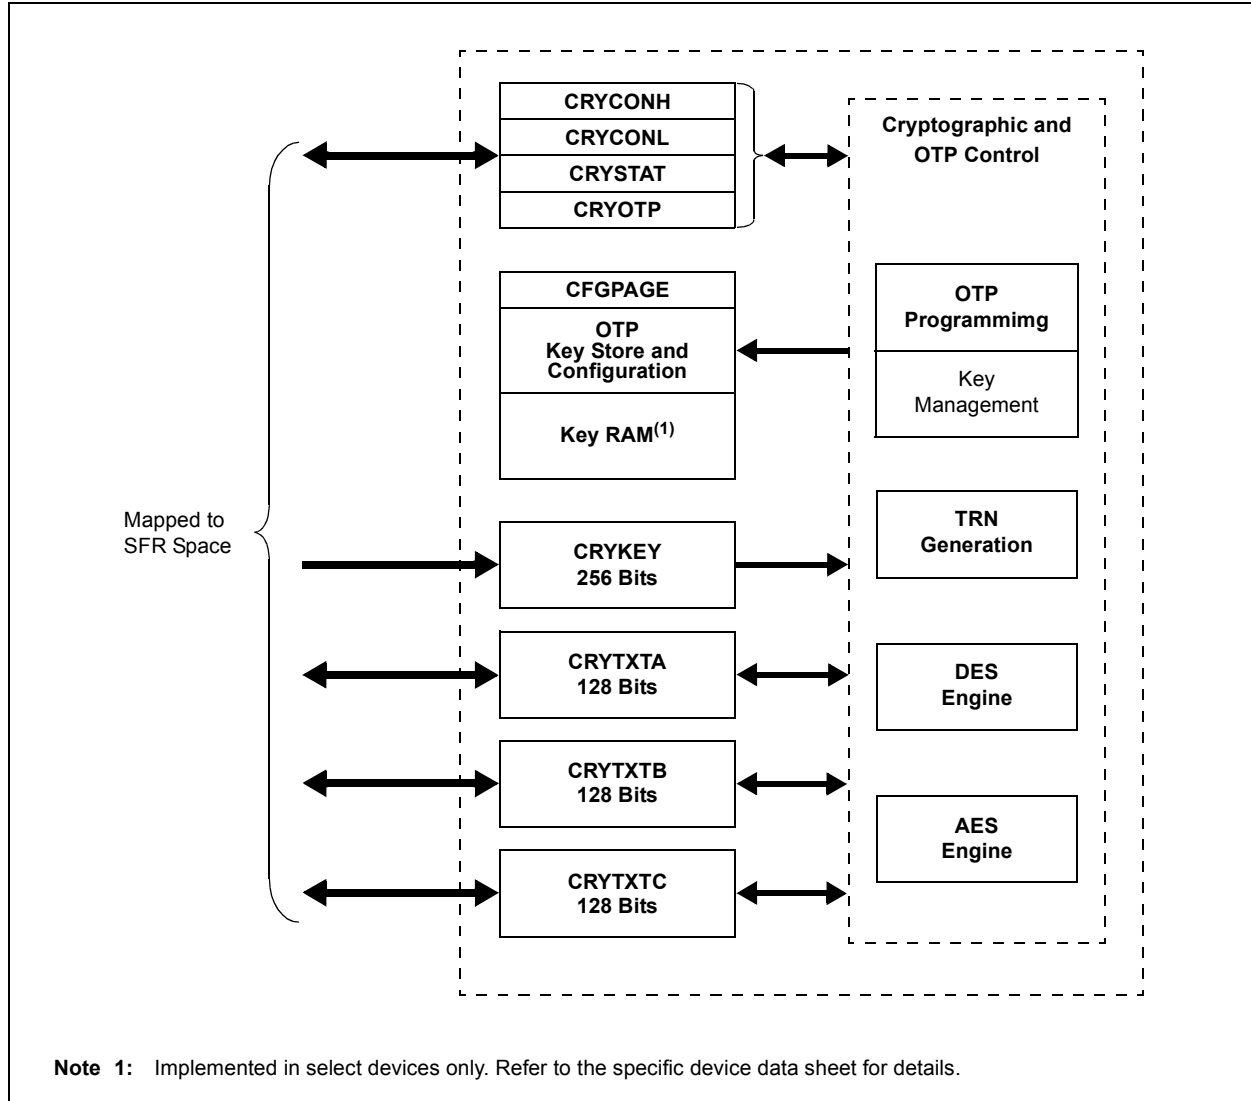 CRYCONH
CRYCONL
CRYSTAT
CRYOTP
Cryptographic and
OTP Control
CFGPAGE
OTP
Key Store and
Configuration
Key RAM(1)
OTP
Programmimg
Key
Management
Mapped to
SFR Space
CRYKEY
256 Bits
TRN
Generation
CRYTXTA
128 Bits
DES
Engine
CRYTXTB
128 Bits
AES
Engine
CRYTXTC
128 Bits
Note 1: Implemented in select devices only. Refer to the specific device data sheet for details.